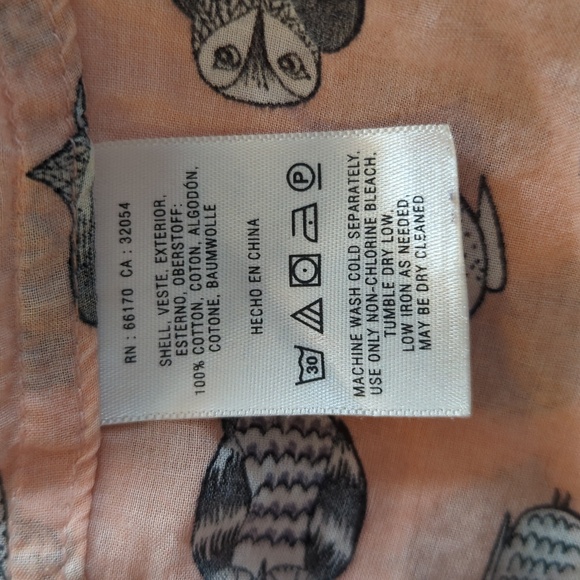 RN : 66170 CA : 32054
SHELL, VESTE, EXTERIOR,
ESTERNO, OBERSTOFF:
100% COTTON, COTON, ALGODÓN,
COTONE, BAUMWOLLE
HECHO EN CHINA
30 P
MACHINE WASH COLD SEPARATELY.
USE ONLY NON-CHLORINE BLEACH.
TUMBLE DRY LOW.
LOW IRON AS NEEDED.
MAY BE DRY CLEANED